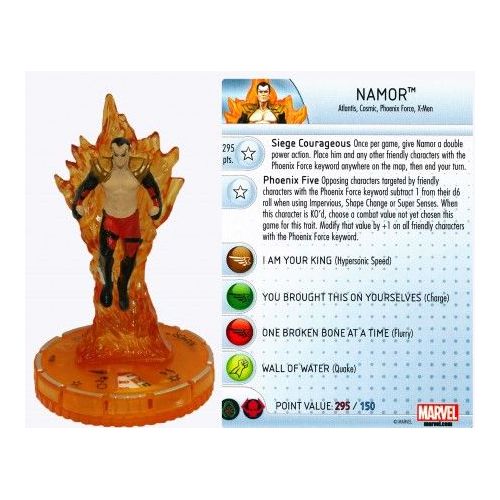 NAMOR™
Atlantis, Cosmic, Phoenix Force, X-Men
295
pts.
Siege Courageous Once per game, give Namor a double
power action. Place him and any other friendly characters with the
Phoenix Force keyword anywhere on the map, then end your turn.
Phoenix Five Opposing characters targeted by friendly
characters with the Phoenix Force keyword subtract 1 from their d6
roll when using Impervious, Shape Change or Super Senses. When
this character is KO'd, choose a combat value not yet chosen this
game for this trait. Modify that value by +1 on all friendly characters
with the Phoenix Force keyword.
I AM YOUR KING (Hypersonic Speed)
YOU BROUGHT THIS ON YOURSELVES (Charge)
ONE BROKEN BONE AT A TIME (Flurry)
WALL OF WATER (Quake)
POINT VALUE: 295 / 150
©MARVEL
MARVEL
marvel.com